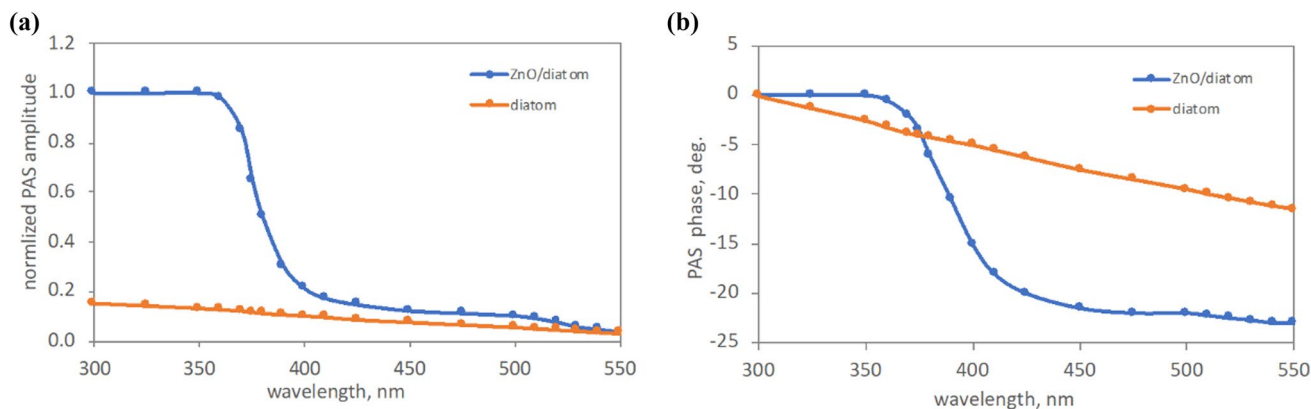 (a)
1.2
1.0
0.8
0.6
0.4
0.2
0.0
normlized PAS amplitude
ZnO/diatom
diatom
300 350 400 450 500 550
wavelength, nm
(b)
5
0
-5
-10
-15
-20
-25
PAS phase, deg.
ZnO/diatom
diatom
300 350 400 450 500 550
wavelength, nm